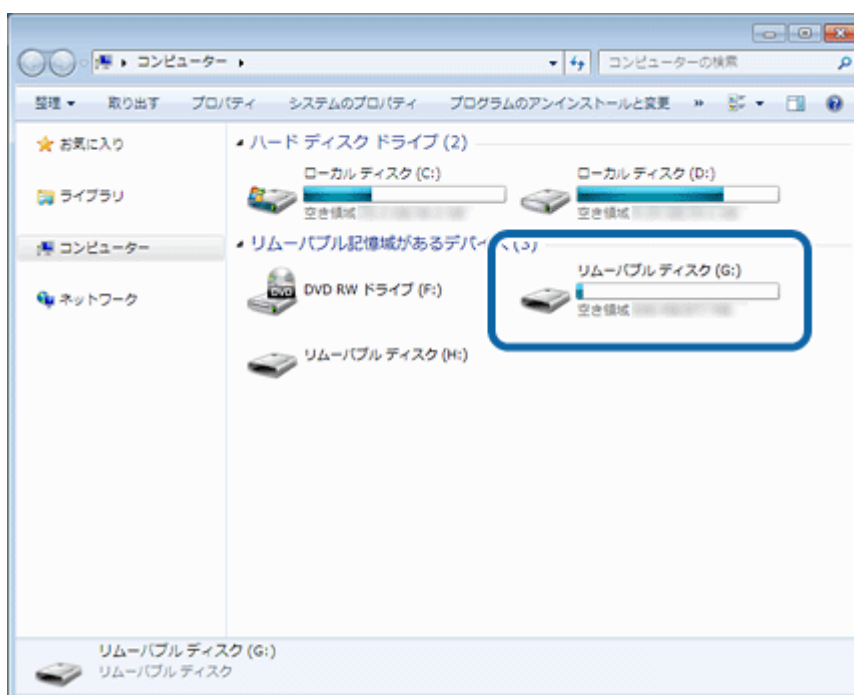 コンピューター
コンピューターの検索
整理 取り出す プロパティ システムのプロパティ プログラムのアンインストールと変更 »
お気に入り
ライブラリ
コンピューター
ネットワーク
ハード ディスク ドライブ (2)
ローカル ディスク (C:)
空き領域
ローカル ディスク (D:)
空き領域
リムーバブル記憶域があるデバイス (3)
DVD RW ドライブ (F:)
リムーバブル ディスク (G:)
空き領域
リムーバブル ディスク (H:)
リムーバブル ディスク (G:)
リムーバブル ディスク